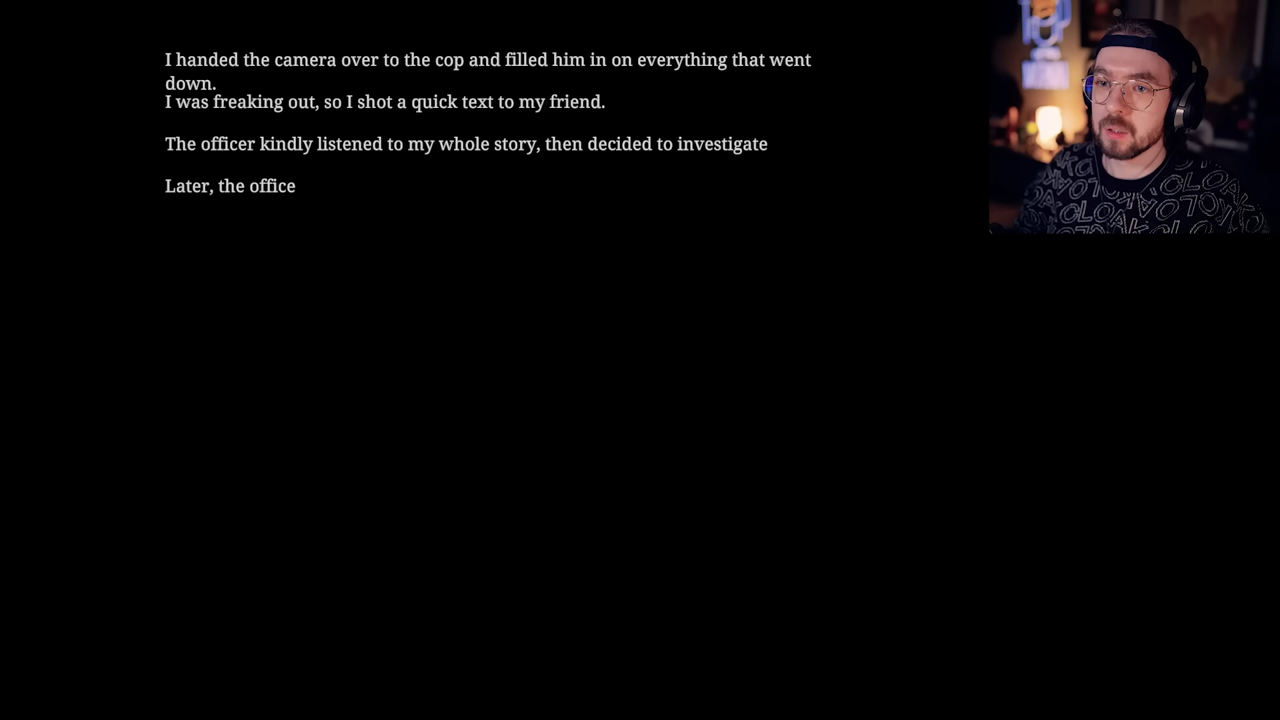 I handed the camera over to the cop and filled him in on everything that went
down.
I was freaking out, so I shot a quick text to my friend.
The officer kindly listened to my whole story, then decided to investigate
Later, the office
CLOAK